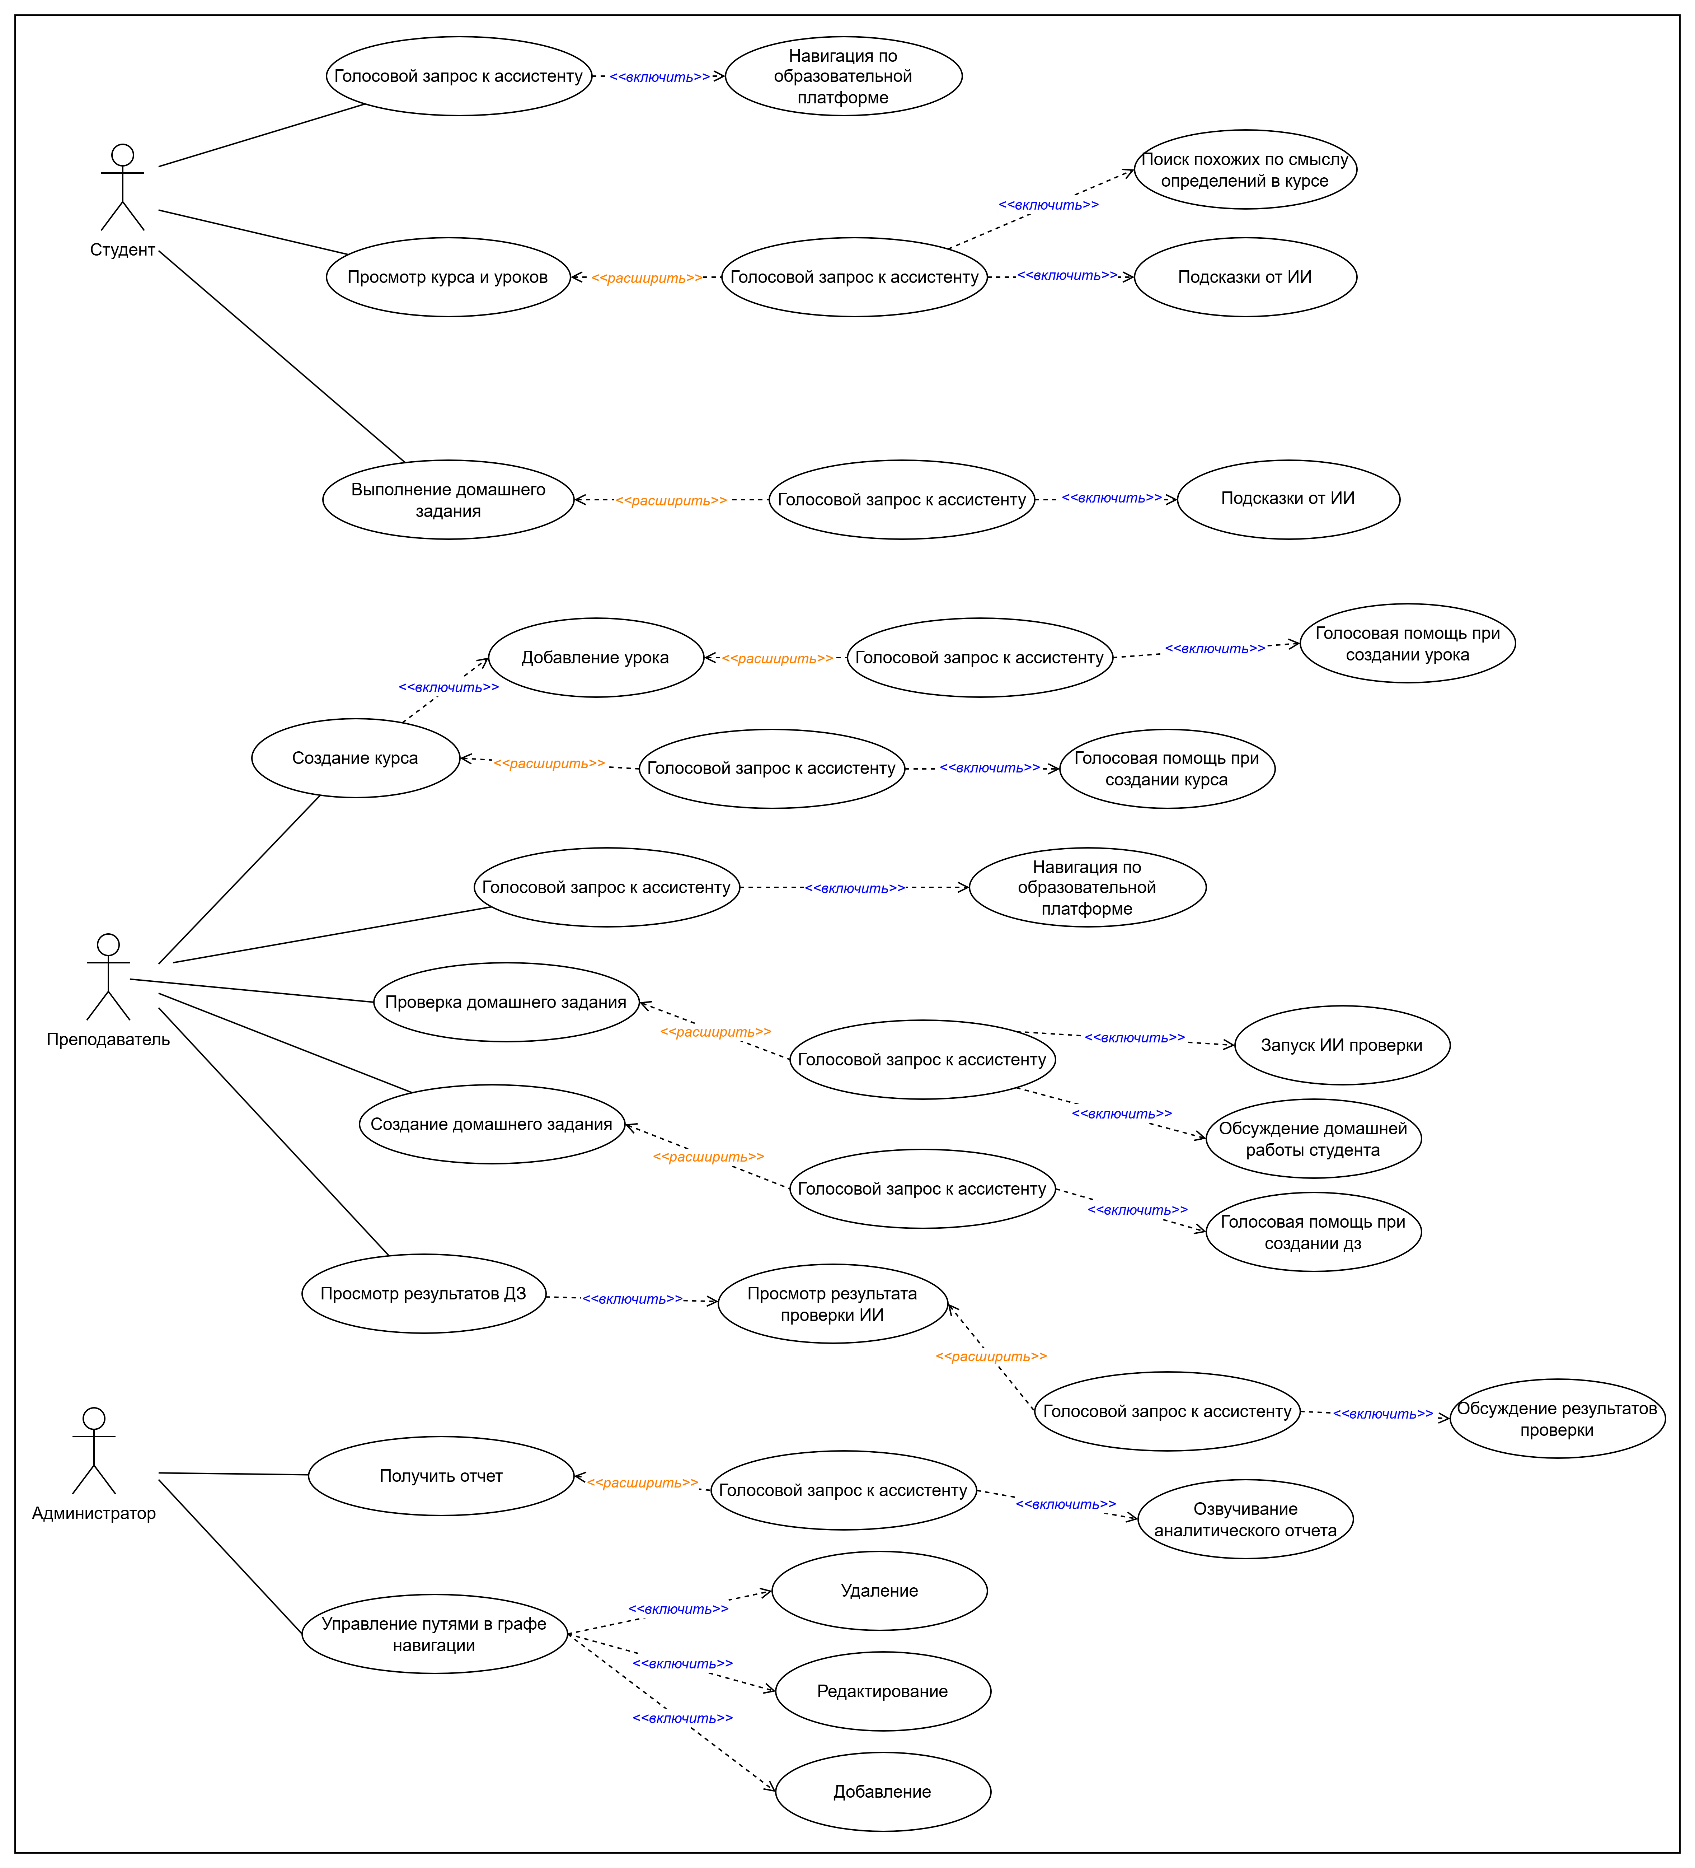 Голосовой запрос к ассистенту
<<включить>>
Навигация по
образовательной
платформе
Студент
Поиск похожих по смыслу
определений в курсе
<<включить>>
Просмотр курса и уроков
<<расширить>>
Голосовой запрос к ассистенту
<<включить>>
Подсказки от ИИ
Выполнение домашнего
задания
<<расширить>>
Голосовой запрос к ассистенту
<<включить>>
Подсказки от ИИ
Добавление урока
<<расширить>>
Голосовой запрос к ассистенту
<<включить>>
Голосовая помощь при
создании урока
<<включить>>
Создание курса
<<расширить>>
Голосовой запрос к ассистенту
<<включить>>
Голосовая помощь при
создании курса
Голосовой запрос к ассистенту
<<включить>>
Навигация по
образовательной
платформе
Преподаватель
Проверка домашнего задания
<<расширить>>
Голосовой запрос к ассистенту
<<включить>>
Запуск ИИ проверки
<<включить>>
Обсуждение домашней
работы студента
Создание домашнего задания
<<расширить>>
Голосовой запрос к ассистенту
<<включить>>
Голосовая помощь при
создании дз
Просмотр результатов ДЗ
<<включить>>
Просмотр результата
проверки ИИ
<<расширить>>
Голосовой запрос к ассистенту
<<включить>>
Обсуждение результатов
проверки
Администратор
Получить отчет
<<расширить>>
Голосовой запрос к ассистенту
<<включить>>
Озвучивание
аналитического отчета
Управление путями в графе
навигации
<<включить>>
Удаление
<<включить>>
Редактирование
<<включить>>
Добавление